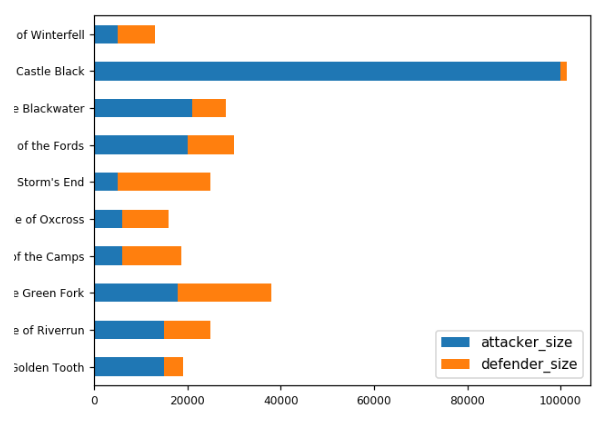 of Winterfell
Castle Black
e Blackwater
of the Fords
Storm's End
e of Oxcross
of the Camps
e Green Fork
e of Riverrun
Golden Tooth
attacker_size
defender_size
0 20000 40000 60000 80000 100000